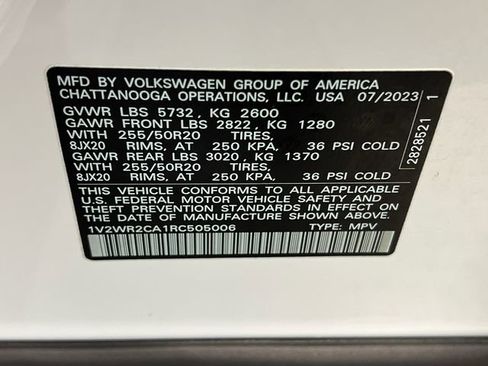 MFD BY VOLKSWAGEN GROUP OF AMERICA
CHATTANOOGA OPERATIONS, LLC. USA 07/2023
GVWR LBS 5732, KG 2600
GAWR FRONT LBS 2822, KG 1280
WITH 255/50R20 TIRES,
8JX20 RIMS, AT 250 KPA, 36 PSI COLD
GAWR REAR LBS 3020, KG 1370
WITH 255/50R20 TIRES,
8JX20 RIMS, AT 250 KPA, 36 PSI COLD
THIS VEHICLE CONFORMS TO ALL APPLICABLE
U.S. FEDERAL MOTOR VEHICLE SAFETY AND
THEFT PREVENTION STANDARDS IN EFFECT ON
THE DATE OF MANUFACTURE SHOWN ABOVE.
1V2WR2CA1RC505006 TYPE: MPV
2828521 1